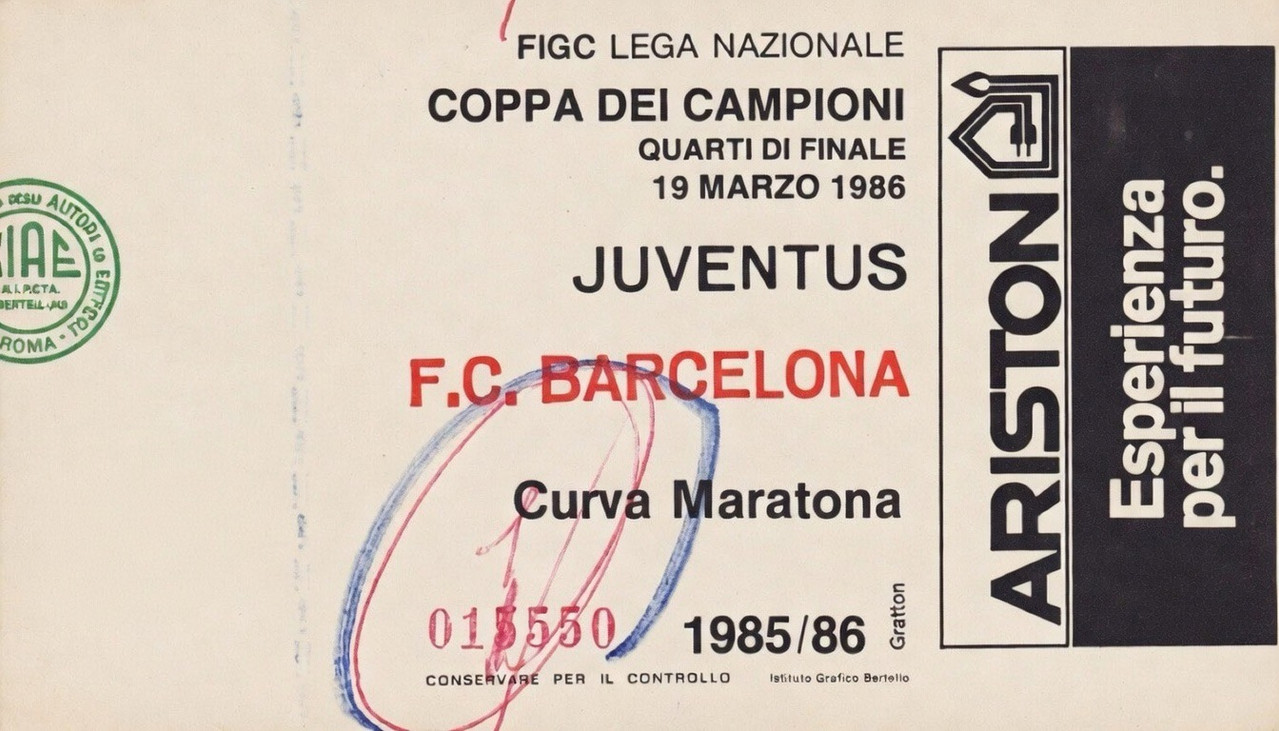 FIGC LEGA NAZIONALE
COPPA DEI CAMPIONI
QUARTI DI FINALE
19 MARZO 1986
JUVENTUS
F.C. BARCELONA
Curva Maratona
1985/86
Gratton
CONSERVARE PER IL CONTROLLO
Istituto Grafico Bertello
ARISTON
Esperienza
per il futuro.
AUTORI
ROMA